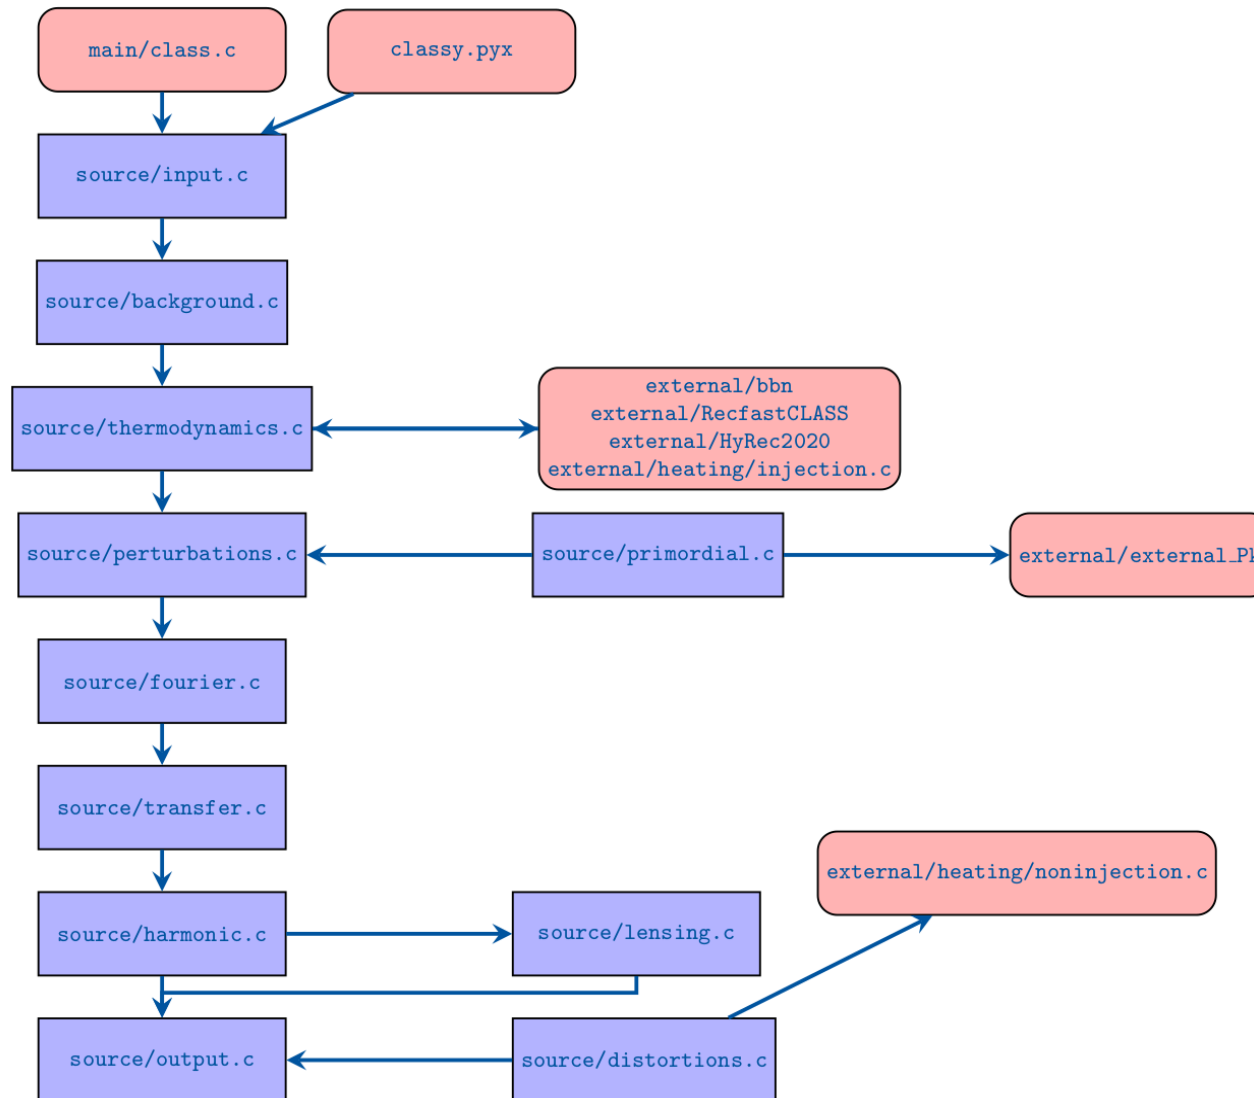 main/class.c
classy.pyx
source/input.c
source/background.c
source/thermodynamics.c
external/bbn
external/RecfastCLASS
external/HyRec2020
external/heating/injection.c
source/perturbations.c
source/primordial.c
external/external_Pk
source/fourier.c
source/transfer.c
external/heating/noninjection.c
source/harmonic.c
source/lensing.c
source/output.c
source/distortions.c